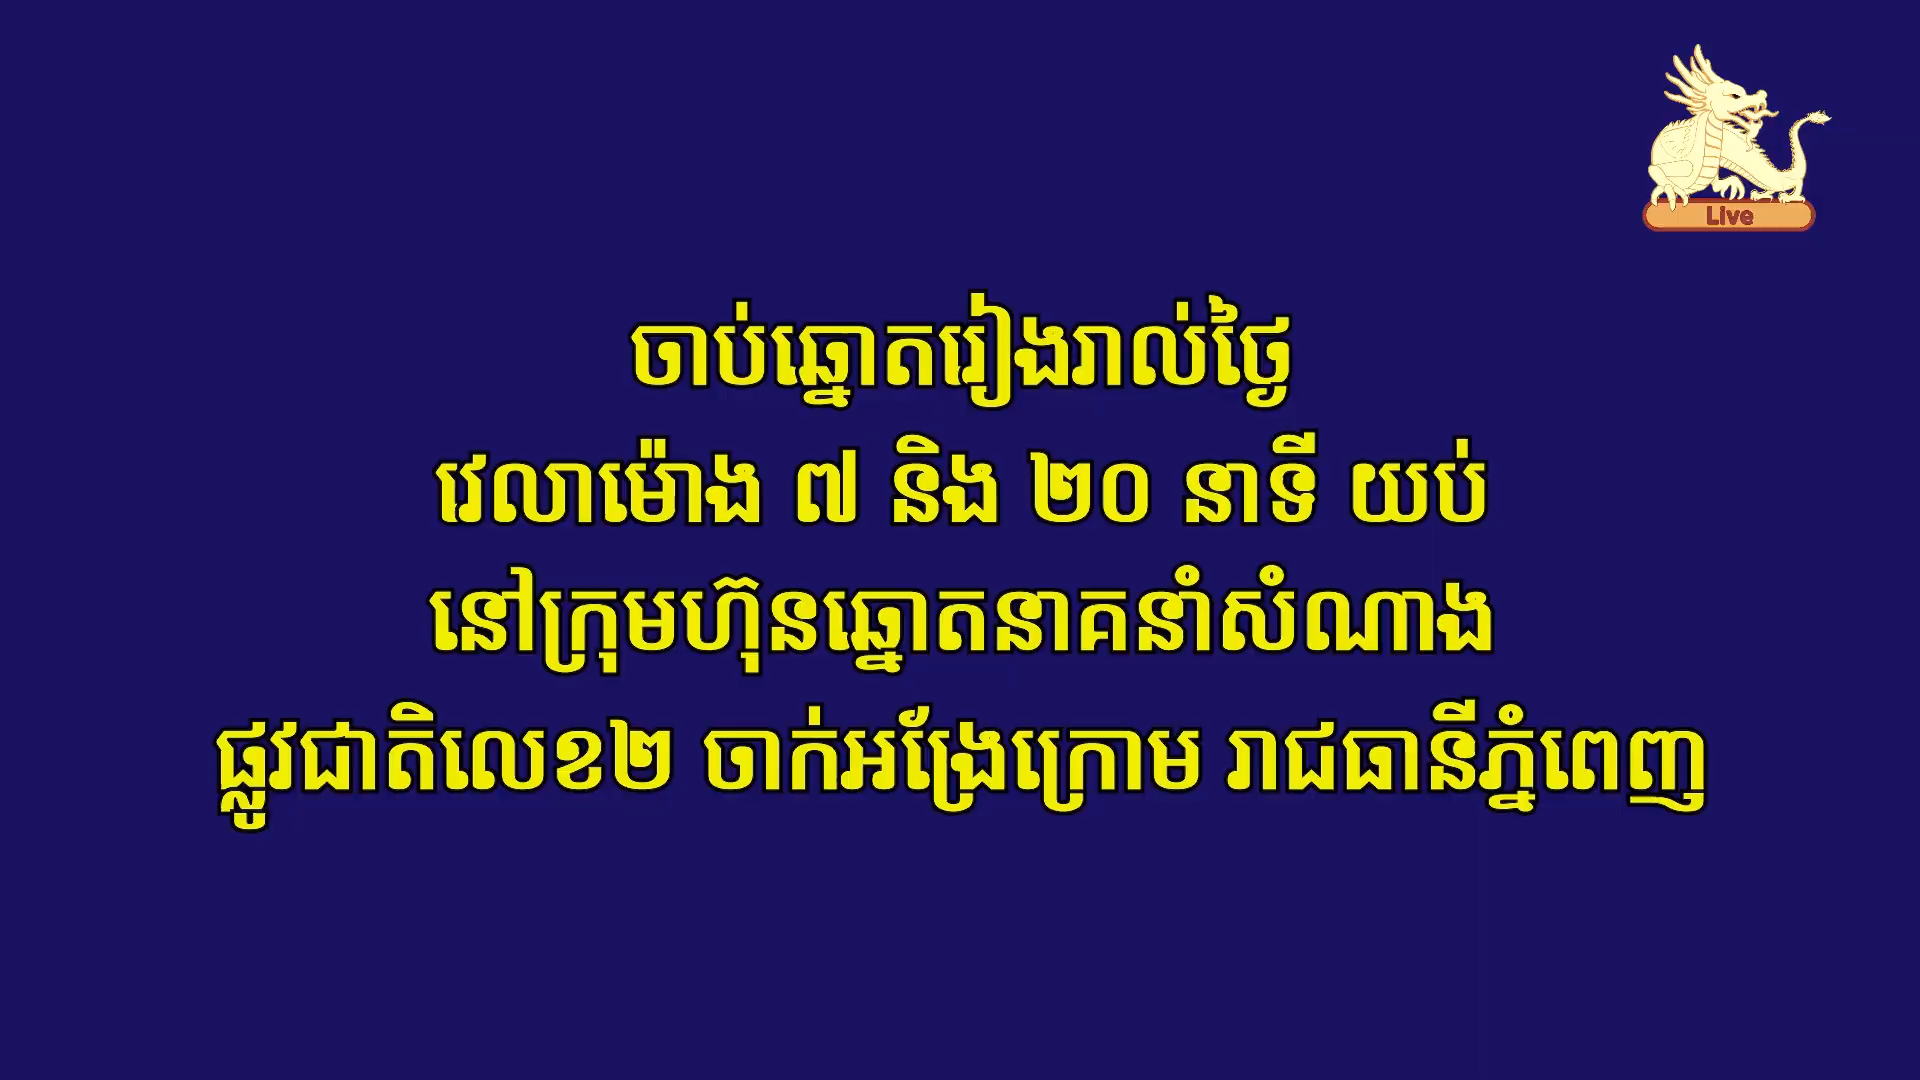 Live
ចាប់ឆ្នោតរៀងរាល់ថ្ងៃ
វេលាម៉ោង ៧ និង ២០ នាទី យប់
នៅក្រុមហ៊ុនឆ្នោតនាគនាំសំណាង
ផ្លូវជាតិលេខ២ ចាក់អង្រែក្រោម រាជធានីភ្នំពេញ